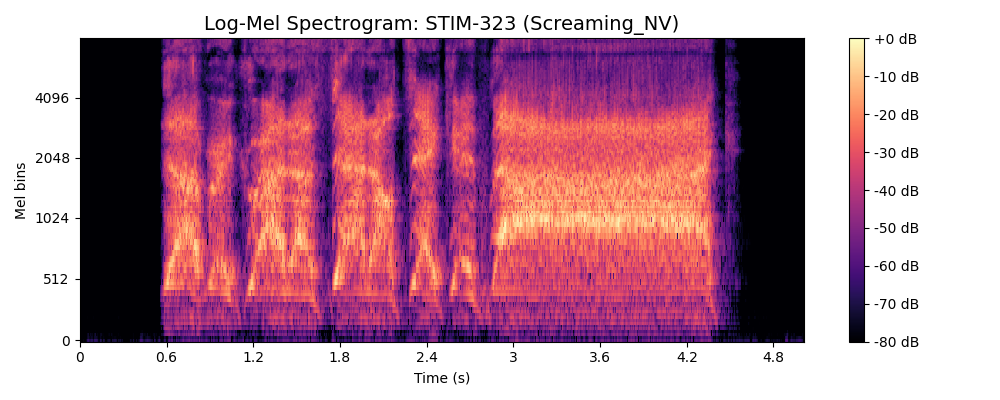 Log-Mel Spectrogram: STIM-323 (Screaming_NV)
Mel bins
4096
2048
1024
512
0
0 0.6 1.2 1.8 2.4 3 3.6 4.2 4.8
Time (s)
+0 dB
-10 dB
-20 dB
-30 dB
-40 dB
-50 dB
-60 dB
-70 dB
-80 dB